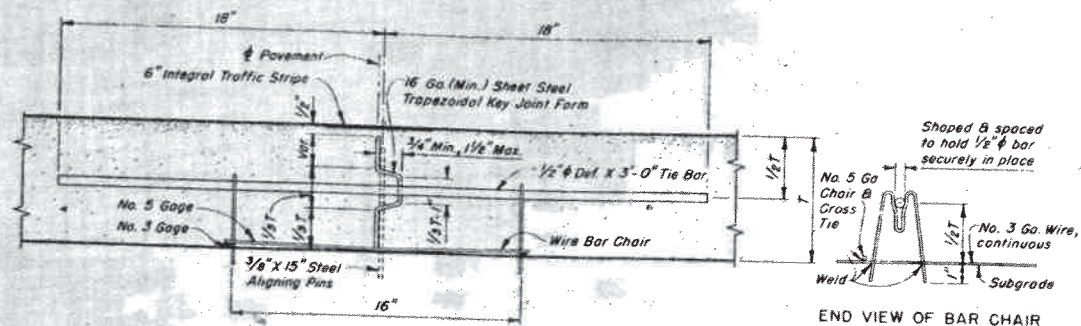 18"
18"
℄ Pavement
6" Integral Traffic Stripe
16 Ga. (Min.) Sheet Steel
Trapezoidal Key Joint Form
1/2"
Var.
3/4" Min., 1 1/2" Max.
1/2" ϕ Def. X 3'-0" Tie Bar
1/2 T
T
No. 5 Gage
No. 3 Gage
1/3 T
1/3 T
Wire Bar Chair
3/8" X 15" Steel
Aligning Pins
16"
Shaped & spaced
to hold 1/2" ϕ bar
securely in place
No. 5 Ga
Chair &
Cross
Tie
1/2 T
No. 3 Ga. Wire,
continuous
Weld
1"
Subgrade
END VIEW OF BAR CHAIR